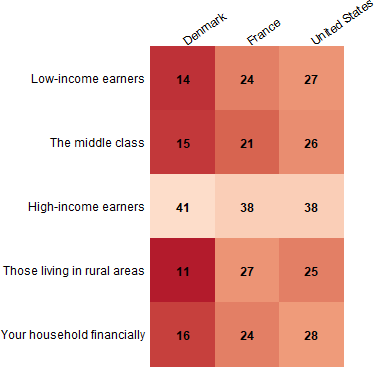 Denmark France United States
Low-income earners 14 24 27
The middle class 15 21 26
High-income earners 41 38 38
Those living in rural areas 11 27 25
Your household financially 16 24 28